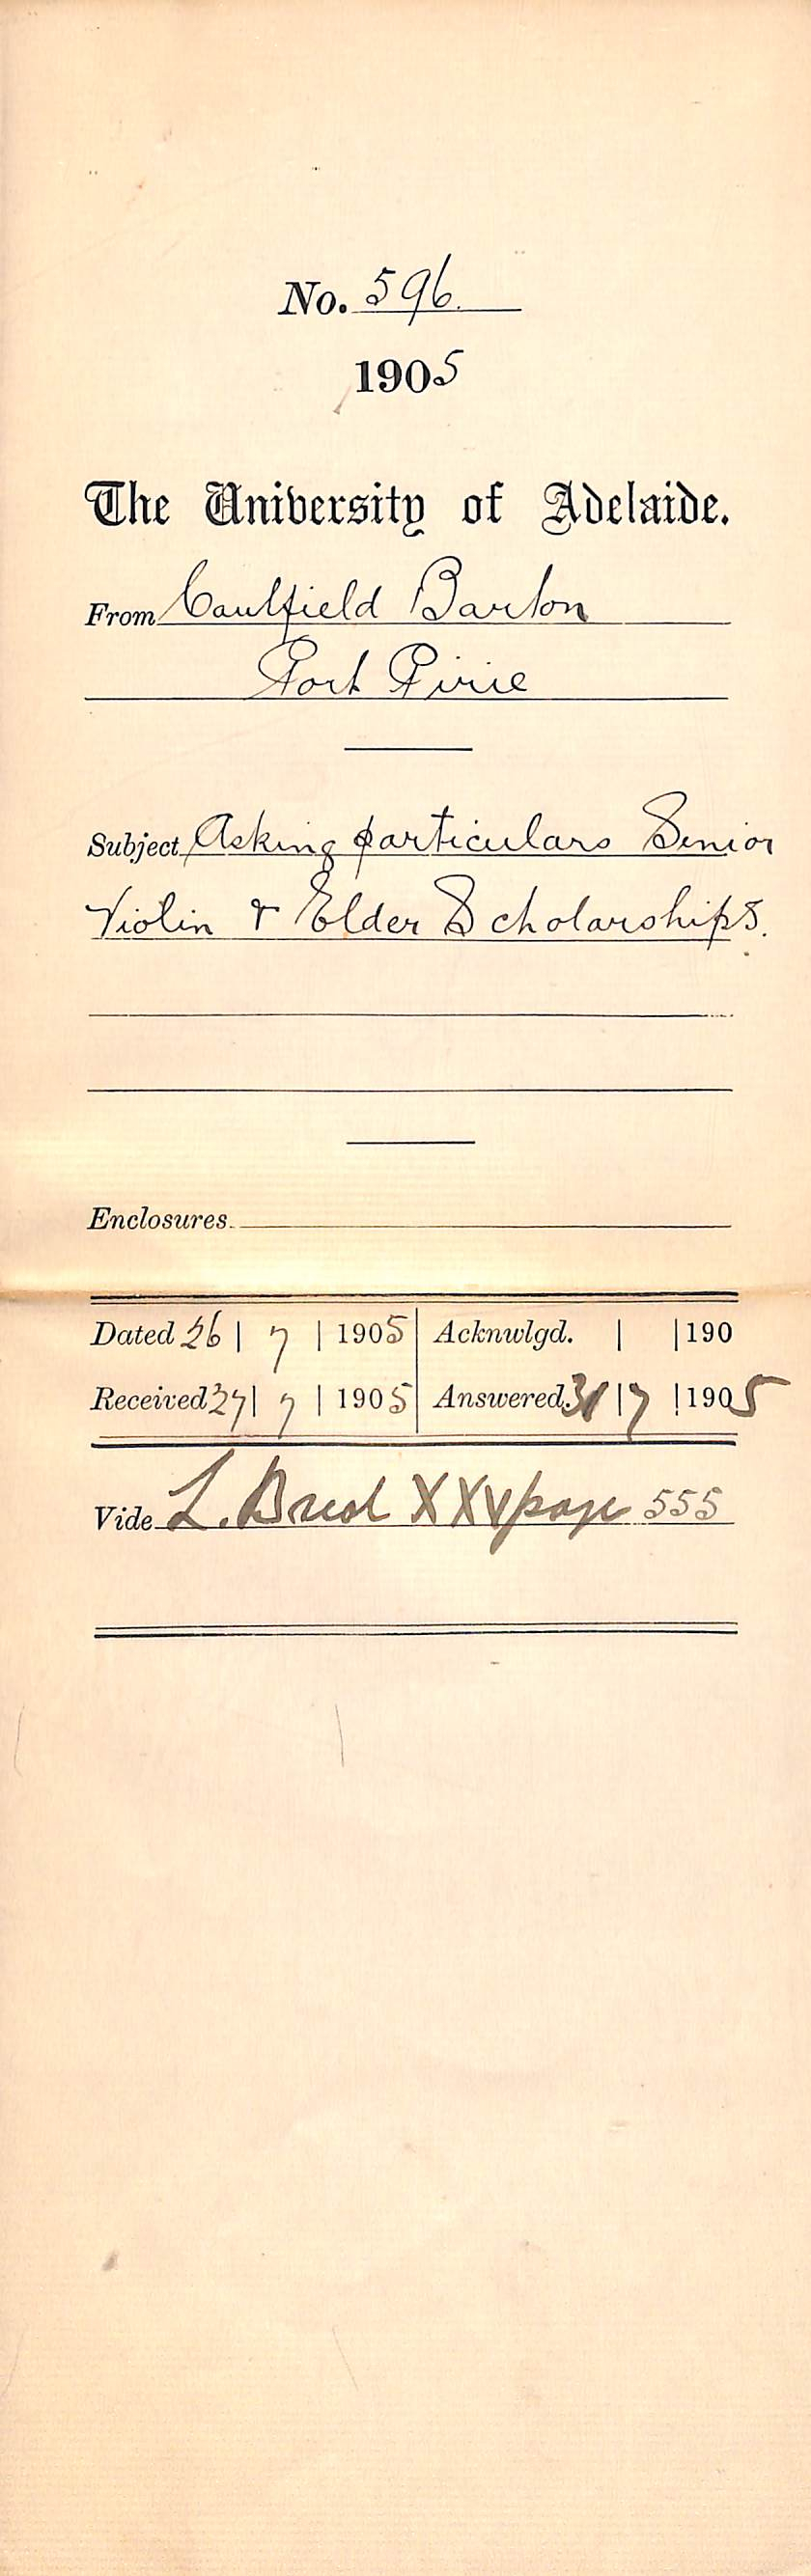 No. 596.
1905
The University of Adelaide.
From Caulfield Barton
Port Pirie
Subject Asking particulars Senior
Violin & Elder Scholarships.
Enclosures
Dated 26 | 7 | 1905 | Acknwlgd. | | 190
Received 27 | 7 | 1905 | Answered. 31 | 7 | 1905
Vide L. XXV page 555